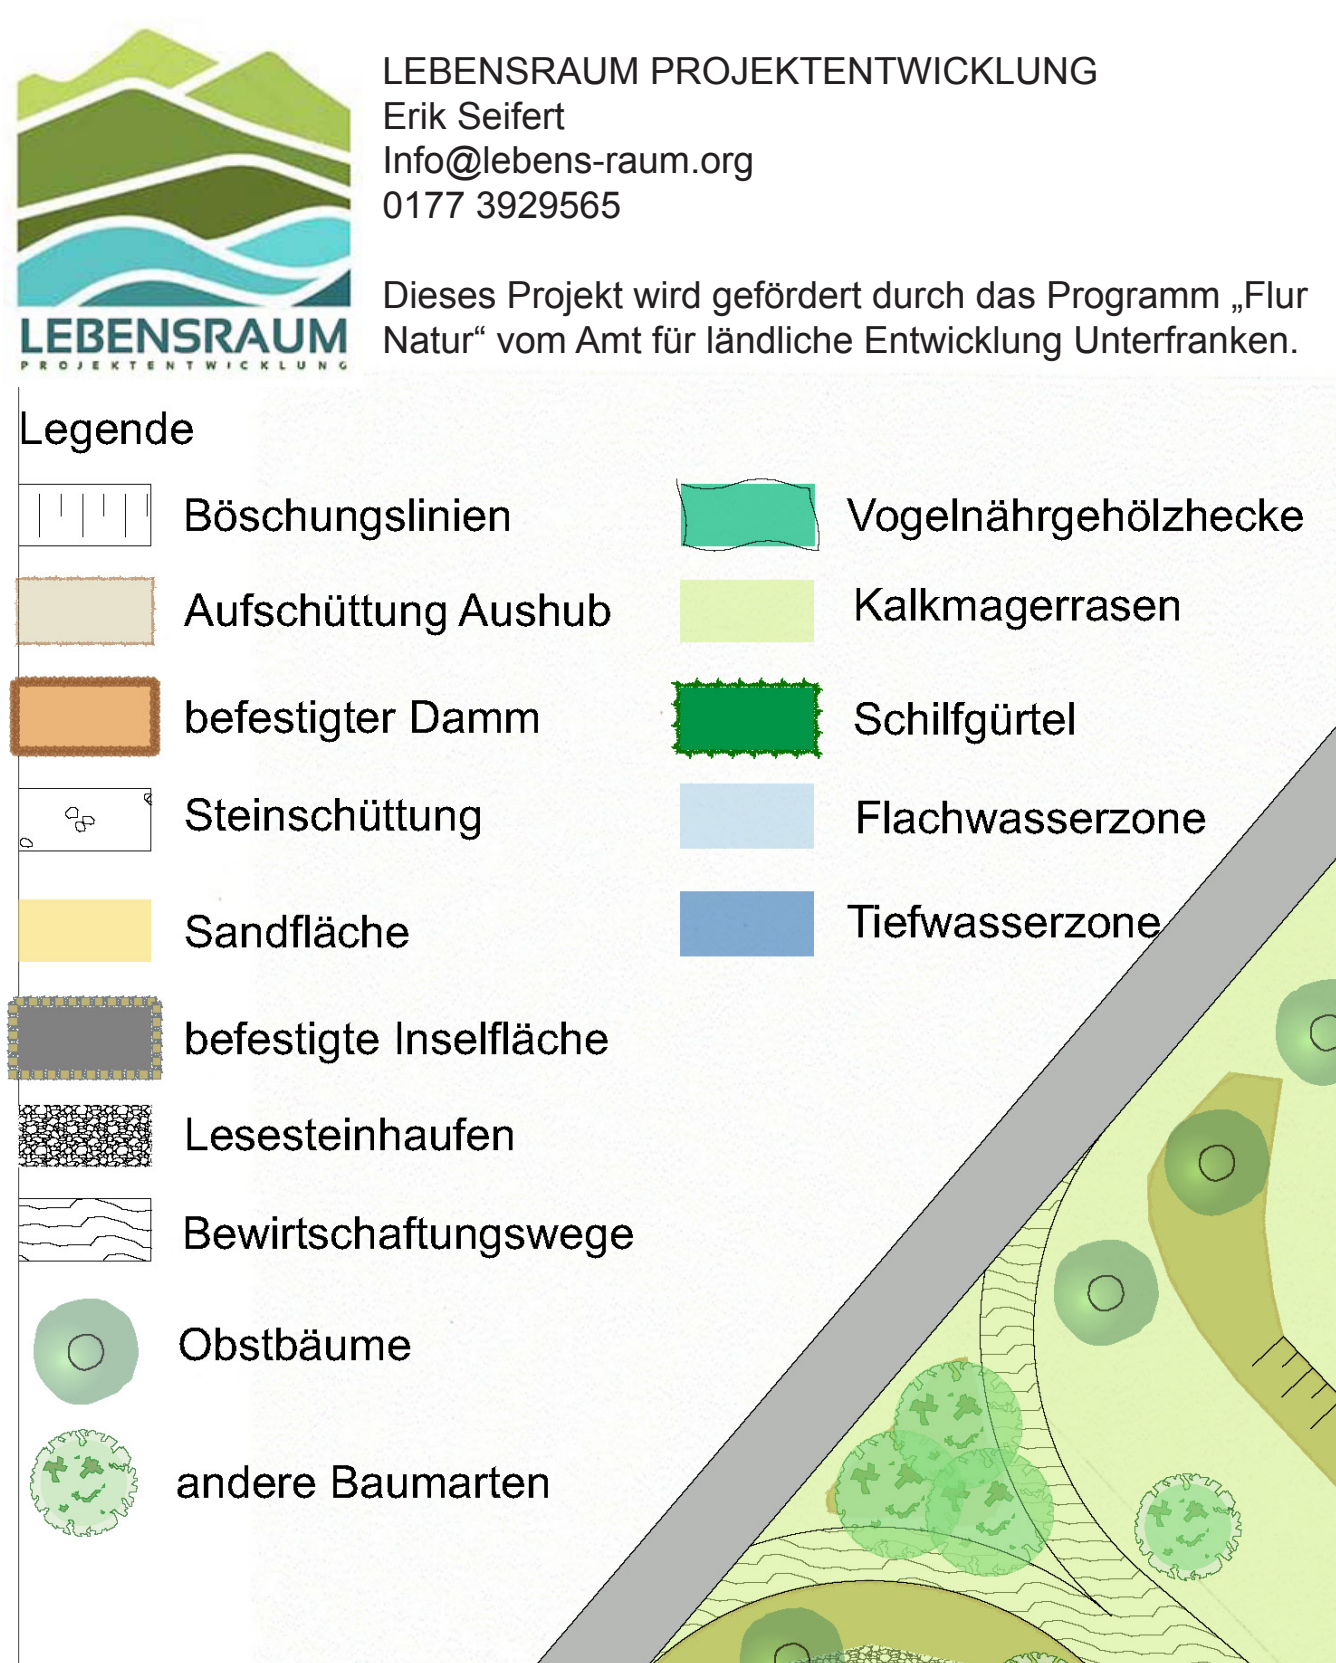 LEBENSRAUM
PROJEKTENTWICKLUNG
LEBENSRAUM PROJEKTENTWICKLUNG
Erik Seifert
Info@lebens-raum.org
0177 3929565
Dieses Projekt wird gefördert durch das Programm „Flur
Natur“ vom Amt für ländliche Entwicklung Unterfranken.
Legende
Böschungslinien
Aufschüttung Aushub
befestigter Damm
Steinschüttung
Sandfläche
befestigte Inselfläche
Lesesteinhaufen
Bewirtschaftungswege
Obstbäume
andere Baumarten
Vogelnährgehölzhecke
Kalkmagerrasen
Schilfgürtel
Flachwasserzone
Tiefwasserzone